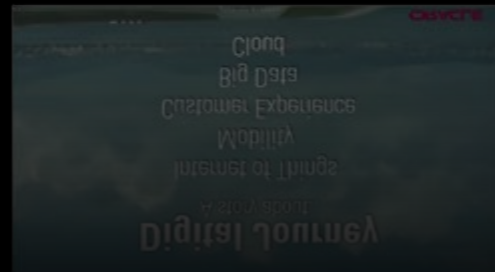 Digital Journey
A story about
Internet of Things
Mobility
Customer Experience
Big Data
Cloud
ORACLE